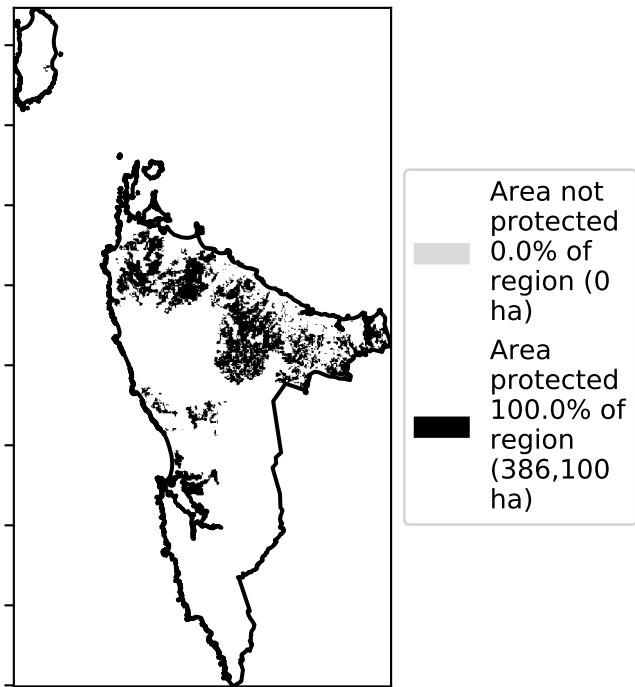 Area not
protected
0.0% of
region (0
ha)
Area
protected
100.0% of
region
(386,100
ha)